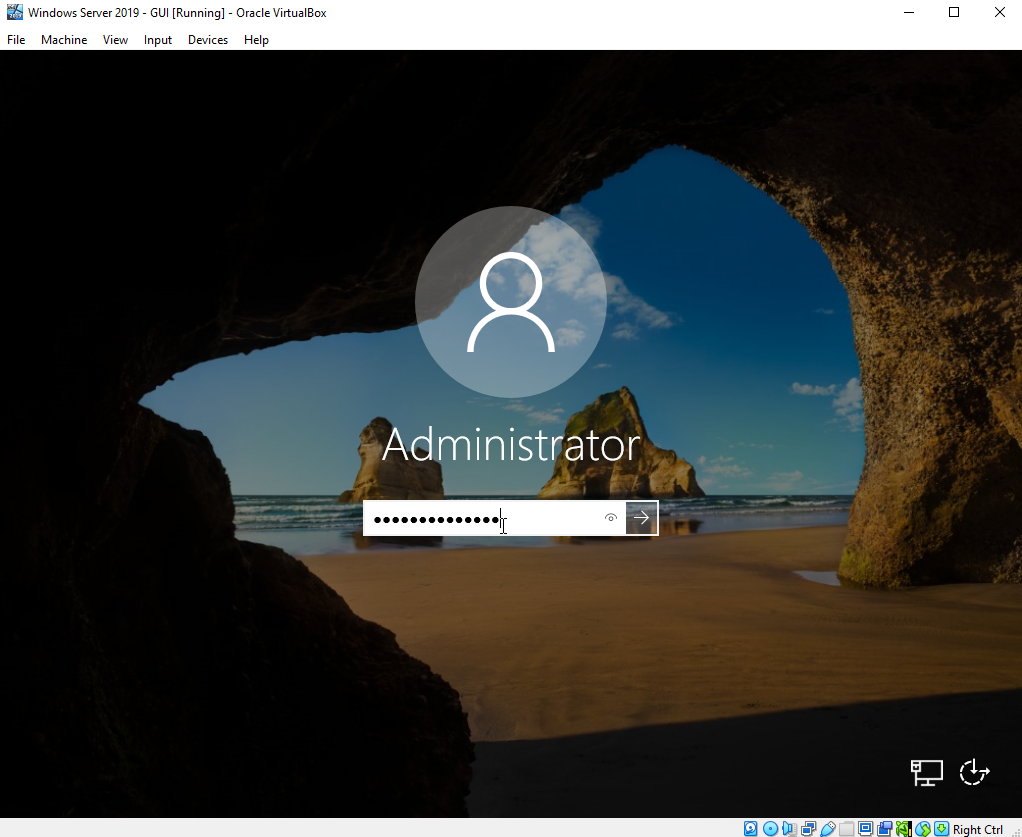 Windows Server 2019 - GUI [Running] - Oracle VirtualBox
File Machine View Input Devices Help
Administrator
Right Ctrl